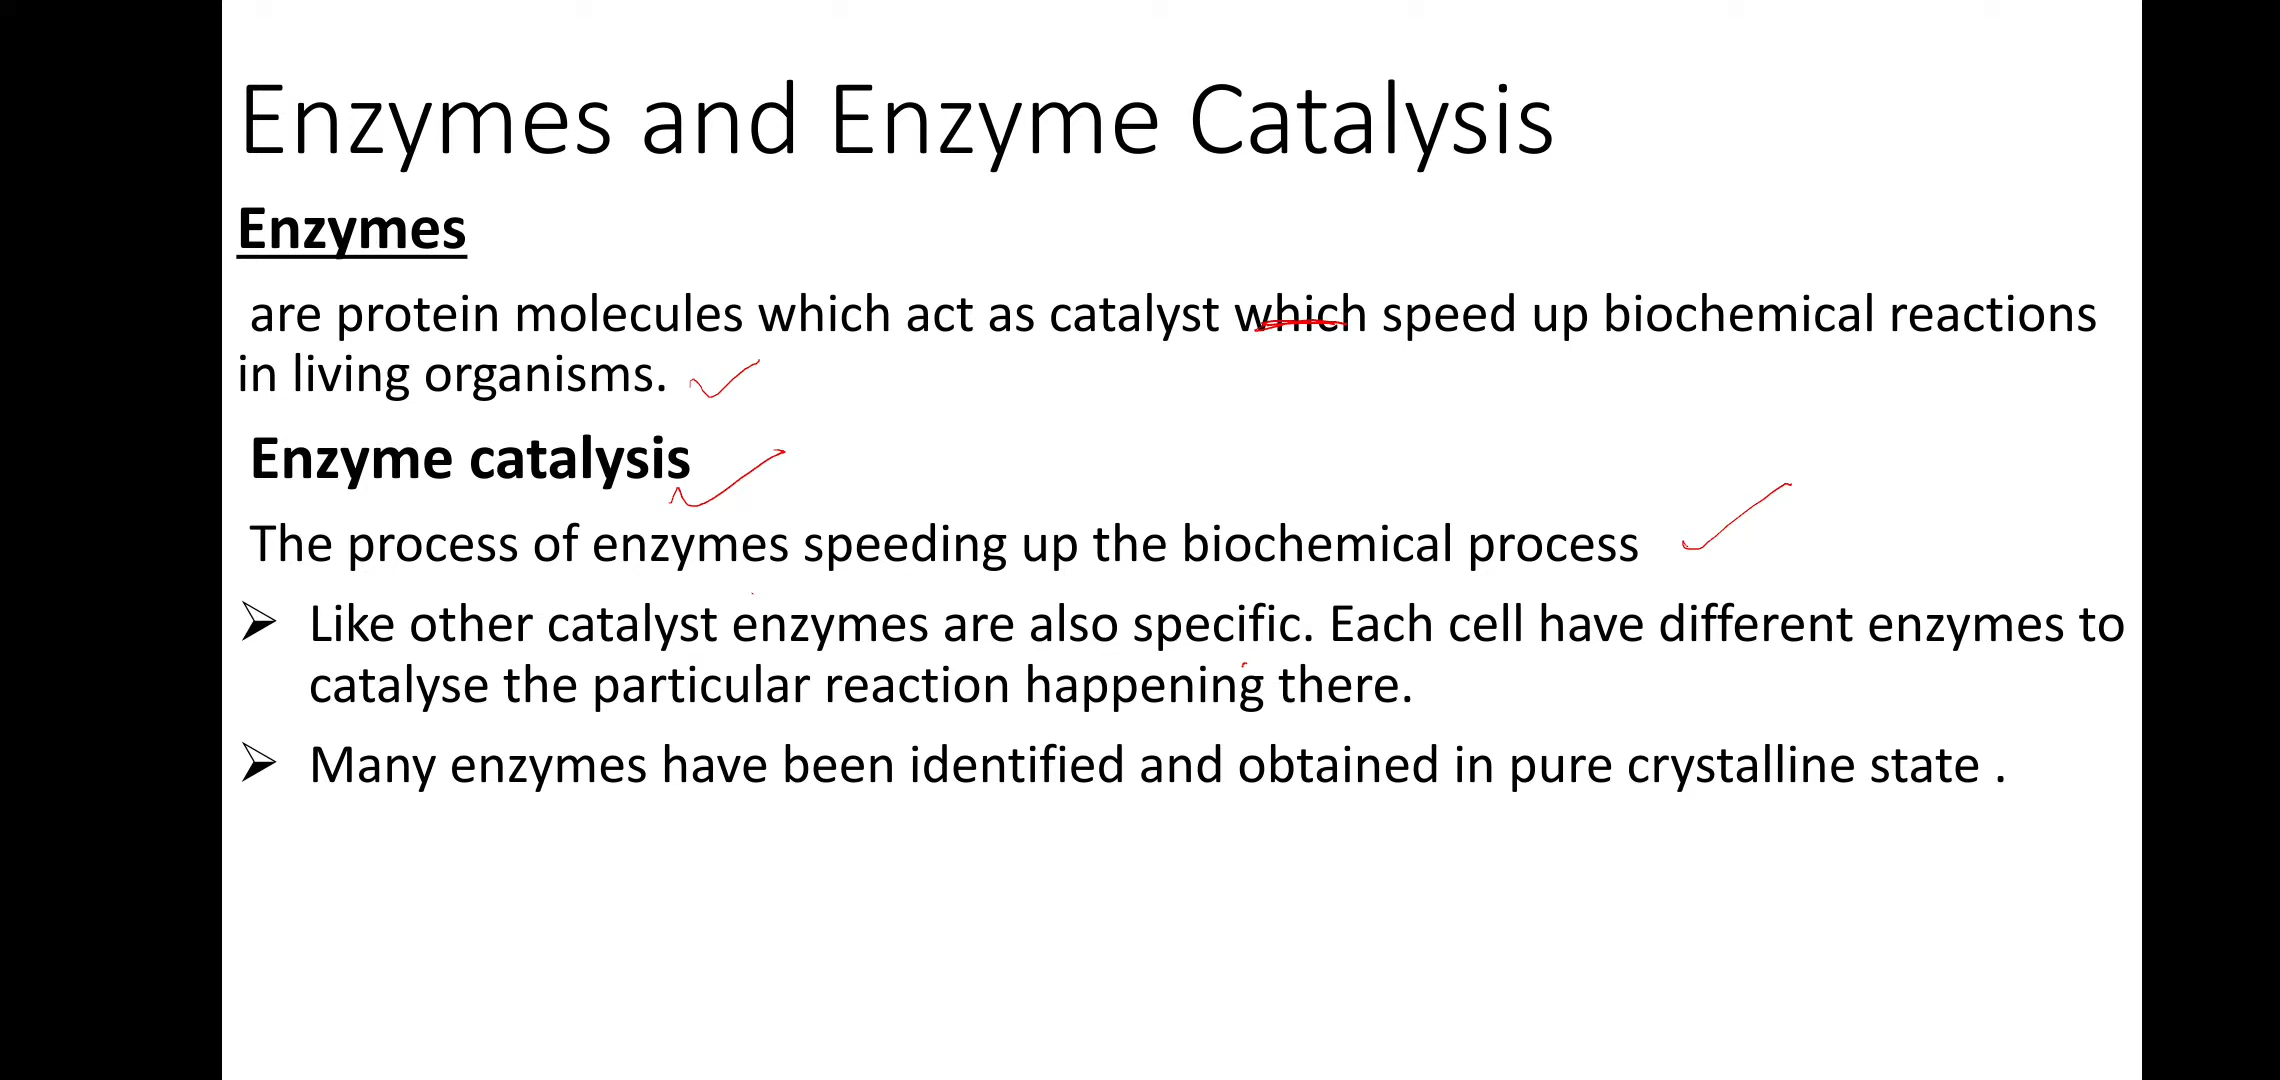 Enzymes and Enzyme Catalysis
Enzymes
are protein molecules which act as catalyst which speed up biochemical reactions
in living organisms.
Enzyme catalysis
The process of enzymes speeding up the biochemical process
➢ Like other catalyst enzymes are also specific. Each cell have different enzymes to
catalyse the particular reaction happening there.
➢ Many enzymes have been identified and obtained in pure crystalline state .